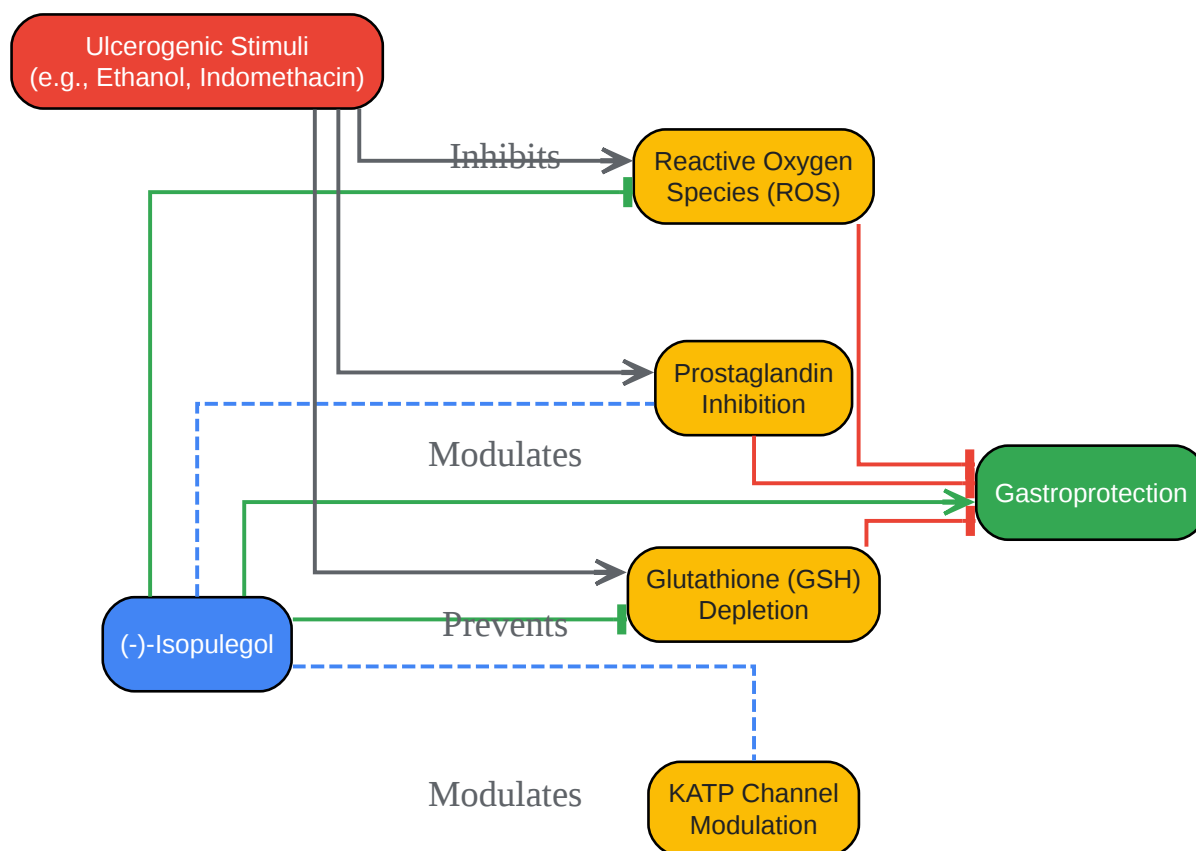 Ulcerogenic Stimuli
(e.g., Ethanol, Indomethacin)
Inhibits
Reactive Oxygen
Species (ROS)
Prostaglandin
Inhibition
Modulates
Gastroprotection
Glutathione (GSH)
Depletion
Prevents
(-)-Isopulegol
Modulates
KATP Channel
Modulation